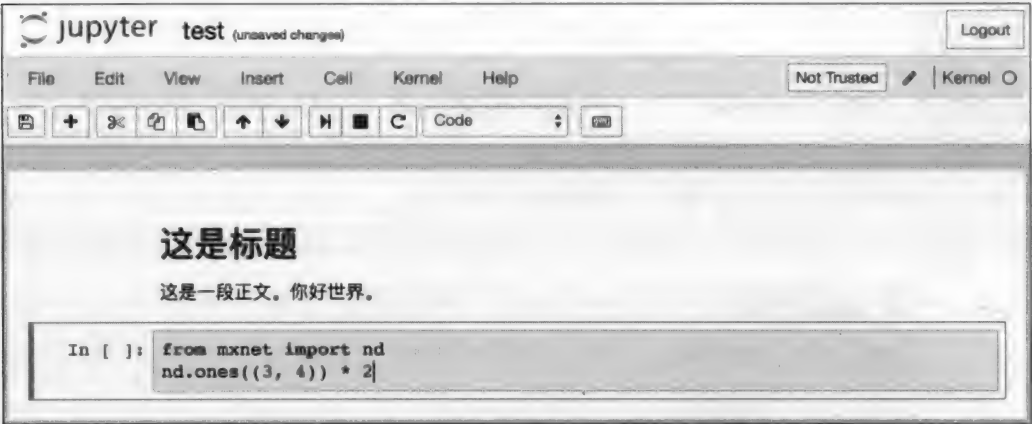 jupyter test (unsaved changes) Logout
File Edit View Insert Cell Kernel Help Not Trusted Kernel
Code
这是标题
这是一段正文。你好世界。
In [ ]: from mxnet import nd
nd.ones((3, 4)) * 2